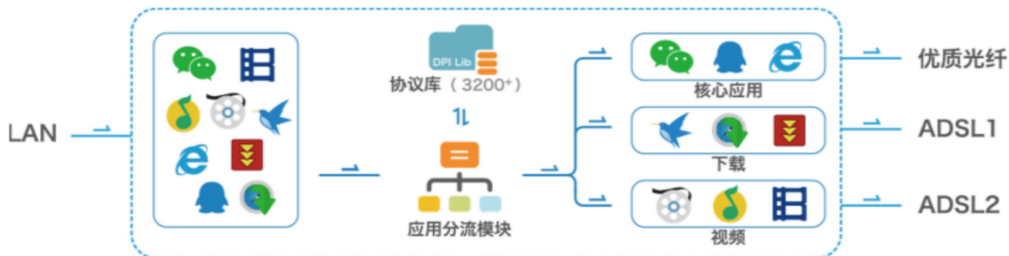 LAN
DPI Lib
协议库（3200+）
应用分流模块
核心应用
下载
视频
优质光纤
ADSL1
ADSL2